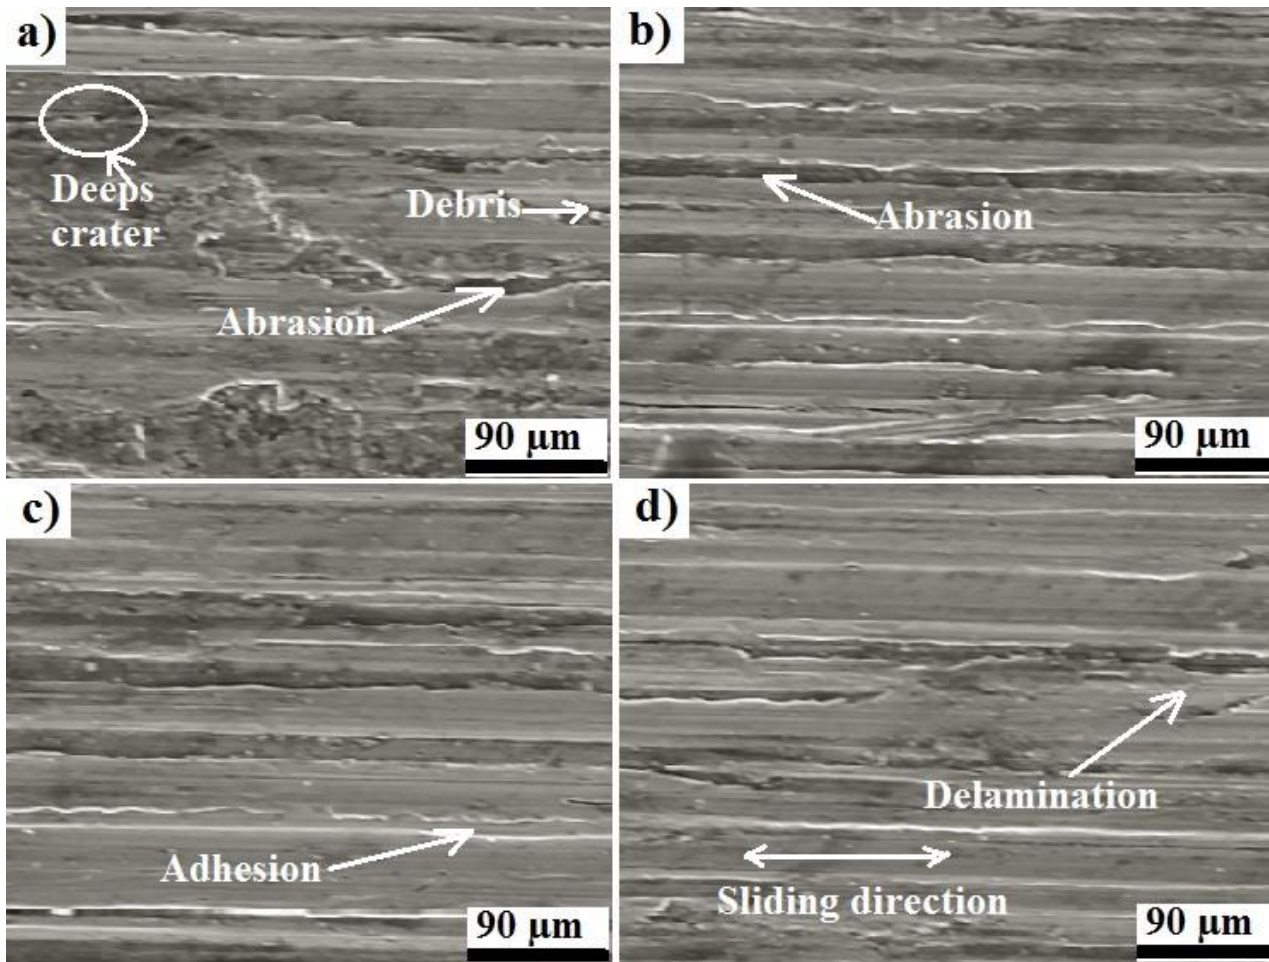 a)
Deeps
crater
Debris
Abrasion
90 μm
b)
Abrasion
90 μm
c)
Adhesion
90 μm
d)
Delamination
Sliding direction
90 μm